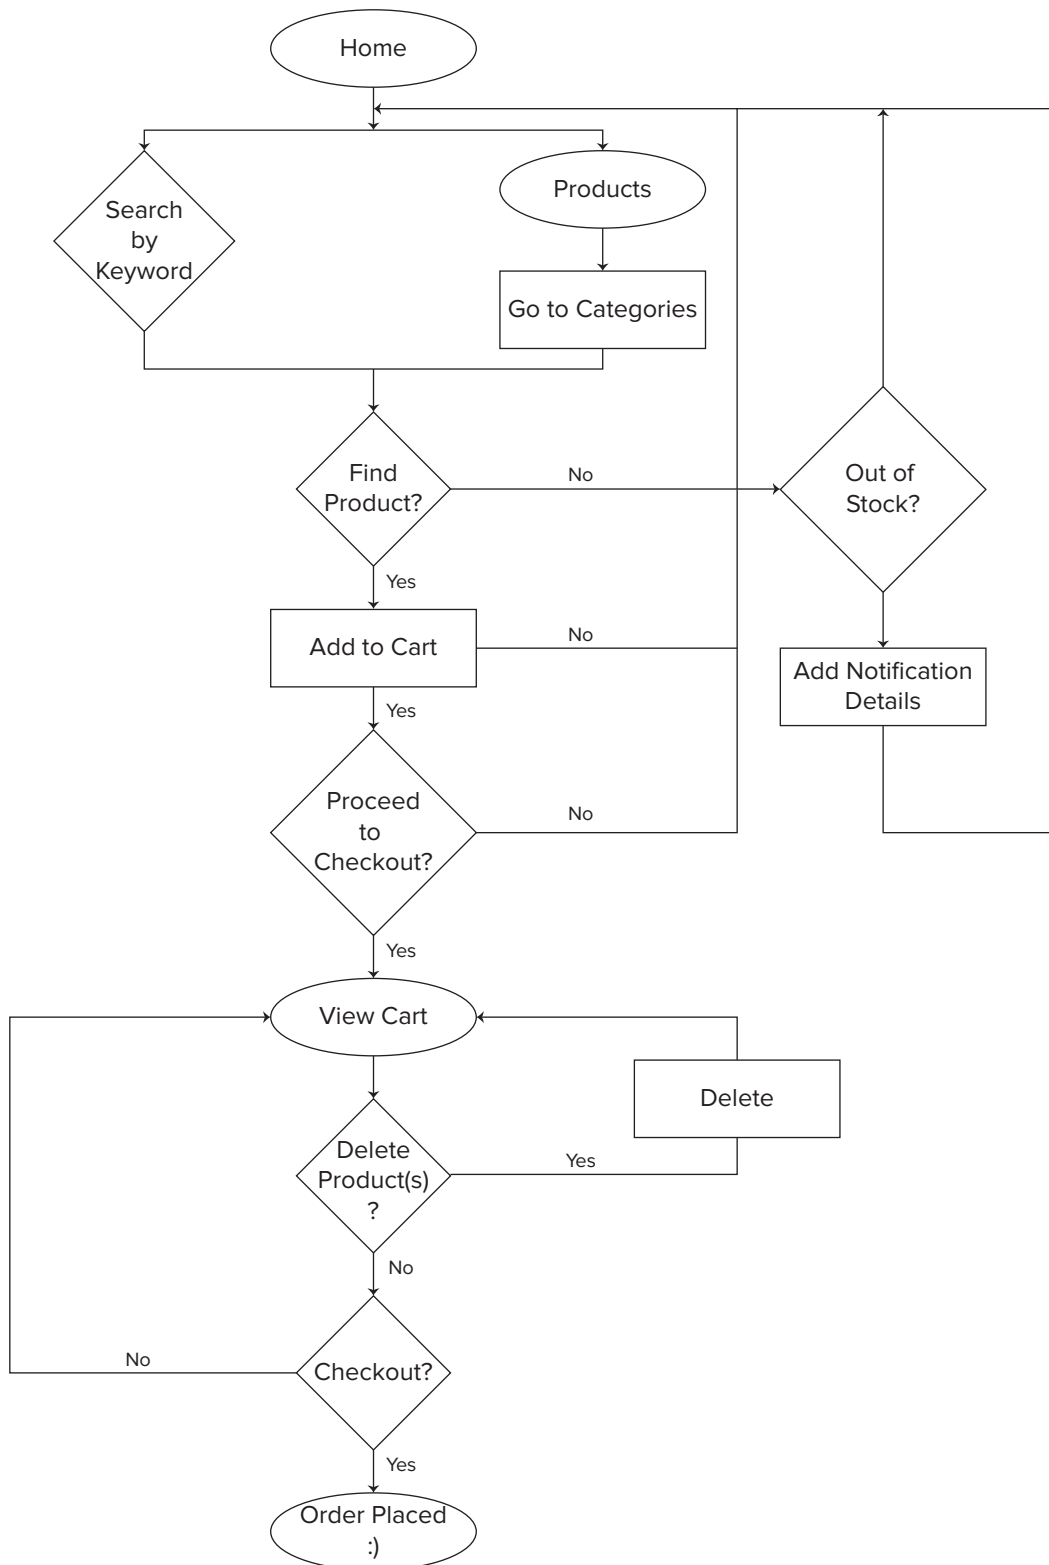 Home
Search
by
Keyword
Products
Go to Categories
Find
Product?
No
Out of
Stock?
Yes
Add to Cart
No
Add Notification
Details
Yes
Proceed
to
Checkout?
No
Yes
View Cart
Delete
Delete
Product(s)
?
Yes
No
Checkout?
No
Yes
Order Placed
:)